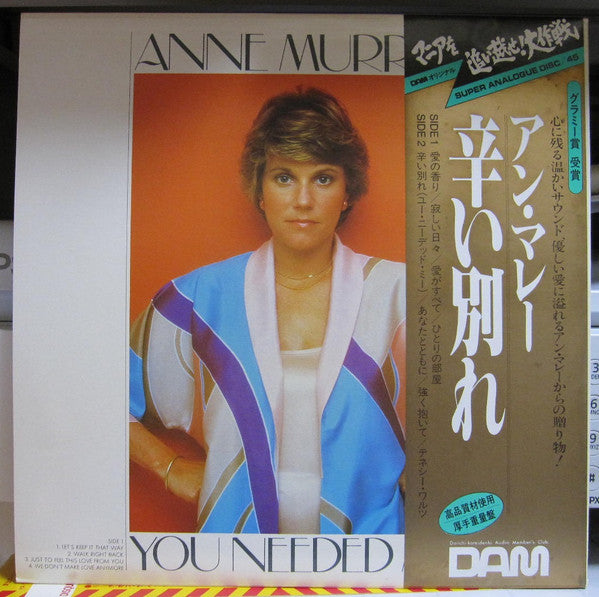 ANNE MURR
マニアを
追い越せ!大作戦
DAMオリジナル
SUPER ANALOGUE DISC/45
グラミー賞 受賞
心に残る温かいサウンド、優しい愛に溢れるアン・マレーからの贈り物!
アン・マレー
辛い別れ
SIDE 1 愛の香り/寂しい日々/愛がすべて/ひとりの部屋
SIDE 2 辛い別れ(ユー・ニーデッド・ミー)/あなたとともに/強く抱いて/テネシー・ワルツ
高品質材使用
厚手重量盤
Daiichi-kateidenki Audio Member's Club
DAM
SIDE 1
1. LET'S KEEP IT THAT WAY
2. WALK RIGHT BACK
3. JUST TO FEEL THIS LOVE FROM YOU
4. WE DON'T MAKE LOVE ANYMORE
YOU NEEDED